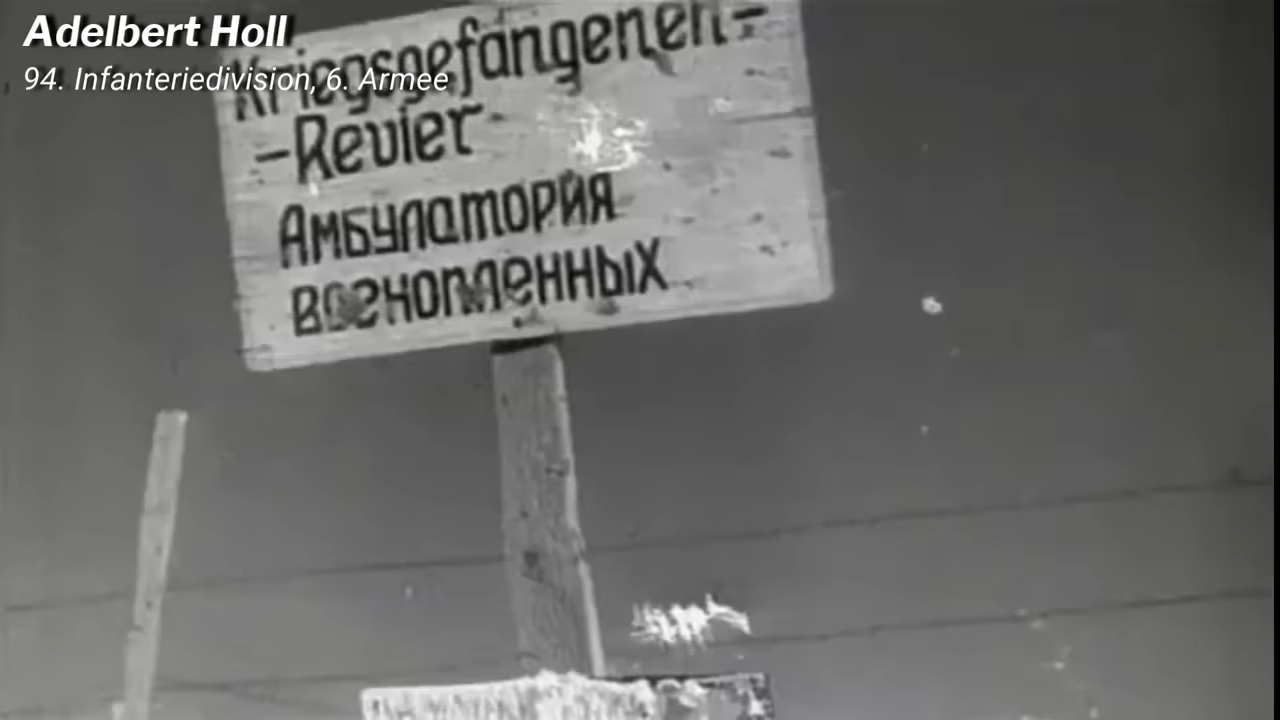 Adelbert Holl
94. Infanteriedivision, 6. Armee
Kriegsgefangenen-
-Revier
Амбулатория
военопленных